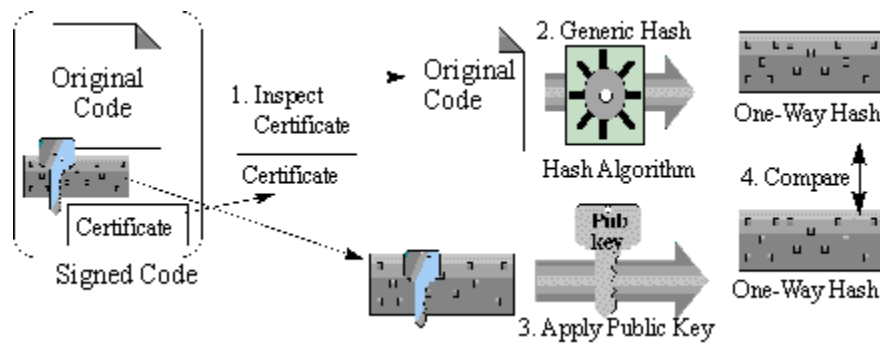 Original
Code
Certificate
Signed Code
1. Inspect
Certificate
Certificate
Original
Code
2. Generic Hash
Hash Algorithm
One-Way Hash
4. Compare
Pub
key
3. Apply Public Key
One-Way Hash